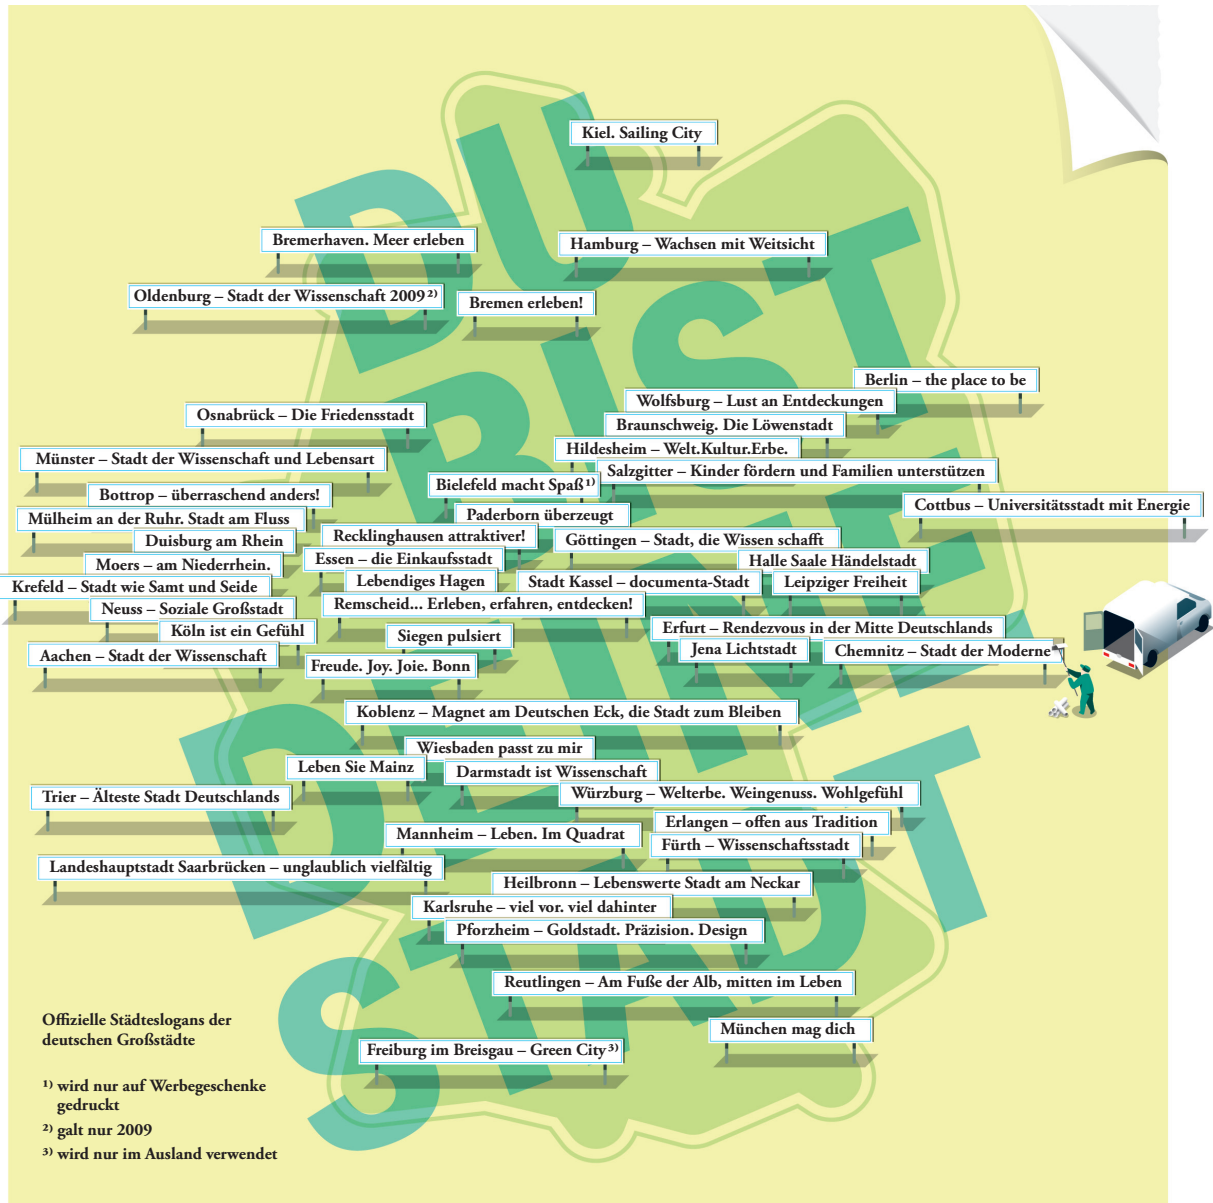 DU
BIST
DEINE
STADT
Kiel. Sailing City
Bremerhaven. Meer erleben
Hamburg – Wachsen mit Weitsicht
Oldenburg – Stadt der Wissenschaft 2009²⁾
Bremen erleben!
Berlin – the place to be
Wolfsburg – Lust an Entdeckungen
Osnabrück – Die Friedensstadt
Braunschweig. Die Löwenstadt
Hildesheim – Welt.Kultur.Erbe.
Münster – Stadt der Wissenschaft und Lebensart
Salzgitter – Kinder fördern und Familien unterstützen
Bielefeld macht Spaß¹⁾
Bottrop – überraschend anders!
Cottbus – Universitätsstadt mit Energie
Paderborn überzeugt
Mülheim an der Ruhr. Stadt am Fluss
Recklinghausen attraktiver!
Göttingen – Stadt, die Wissen schafft
Duisburg am Rhein
Essen – die Einkaufsstadt
Halle Saale Händelstadt
Moers – am Niederrhein.
Lebendiges Hagen
Stadt Kassel – documenta-Stadt
Leipziger Freiheit
Krefeld – Stadt wie Samt und Seide
Remscheid... Erleben, erfahren, entdecken!
Neuss – Soziale Großstadt
Köln ist ein Gefühl
Siegen pulsiert
Erfurt – Rendezvous in der Mitte Deutschlands
Jena Lichtstadt
Chemnitz – Stadt der Moderne
Aachen – Stadt der Wissenschaft
Freude. Joy. Joie. Bonn
Koblenz – Magnet am Deutschen Eck, die Stadt zum Bleiben
Wiesbaden passt zu mir
Leben Sie Mainz
Darmstadt ist Wissenschaft
Trier – Älteste Stadt Deutschlands
Würzburg – Welterbe. Weingenuss. Wohlgefühl
Erlangen – offen aus Tradition
Mannheim – Leben. Im Quadrat
Fürth – Wissenschaftsstadt
Landeshauptstadt Saarbrücken – unglaublich vielfältig
Heilbronn – Lebenswerte Stadt am Neckar
Karlsruhe – viel vor. viel dahinter
Pforzheim – Goldstadt. Präzision. Design
Reutlingen – Am Fuße der Alb, mitten im Leben
München mag dich
Freiburg im Breisgau – Green City³⁾
Offizielle Städteslogans der
deutschen Großstädte
¹⁾ wird nur auf Werbegeschenke
gedruckt
²⁾ galt nur 2009
³⁾ wird nur im Ausland verwendet